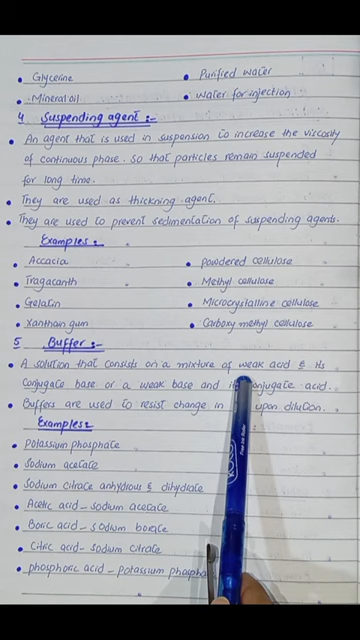 Glycerine
Purified water
Mineral oil
water for injection
4 Suspending agent :-
An agent that is used in suspension to increase the viscosity
of continuous phase. So that particles remain suspended
for long time.
They are used as thickning agent.
They are used to prevent sedimentation of suspending agents.
Examples :
Accacia
powdered cellulose
Tragacanth
Methyl cellulose
Gelatin
Microcrystalline cellulose
Xanthan gum
Carboxy methyl cellulose
5 Buffer :-
A solution that consists on a mixture of weak acid & its
Conjugate base or a weak base and conjugate acid.
Buffers are used to resist change in upon dilution.
Examples :
Potassium phosphate
Sodium acetate
Sodium citrate anhydrous & dihydrate
Acetic acid - sodium acetate
Boric acid - sodium borate
Citric acid - sodium citrate
phosphoric acid - potassium